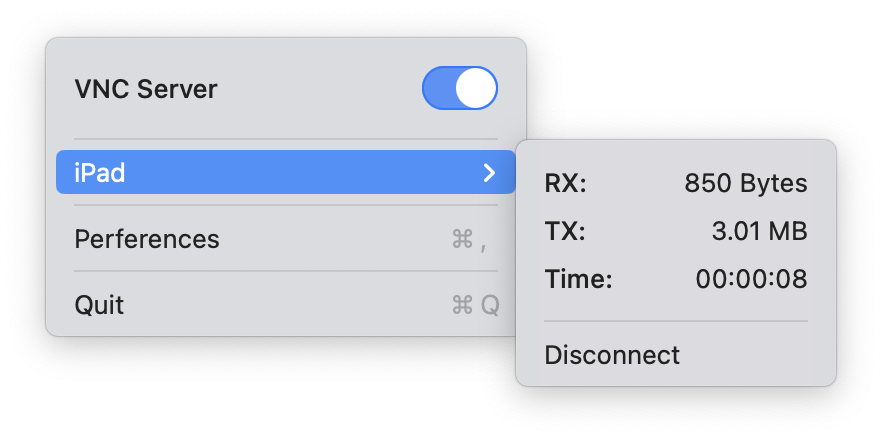 VNC Server
iPad
Perferences ⌘ ,
Quit ⌘ Q
RX: 850 Bytes
TX: 3.01 MB
Time: 00:00:08
Disconnect